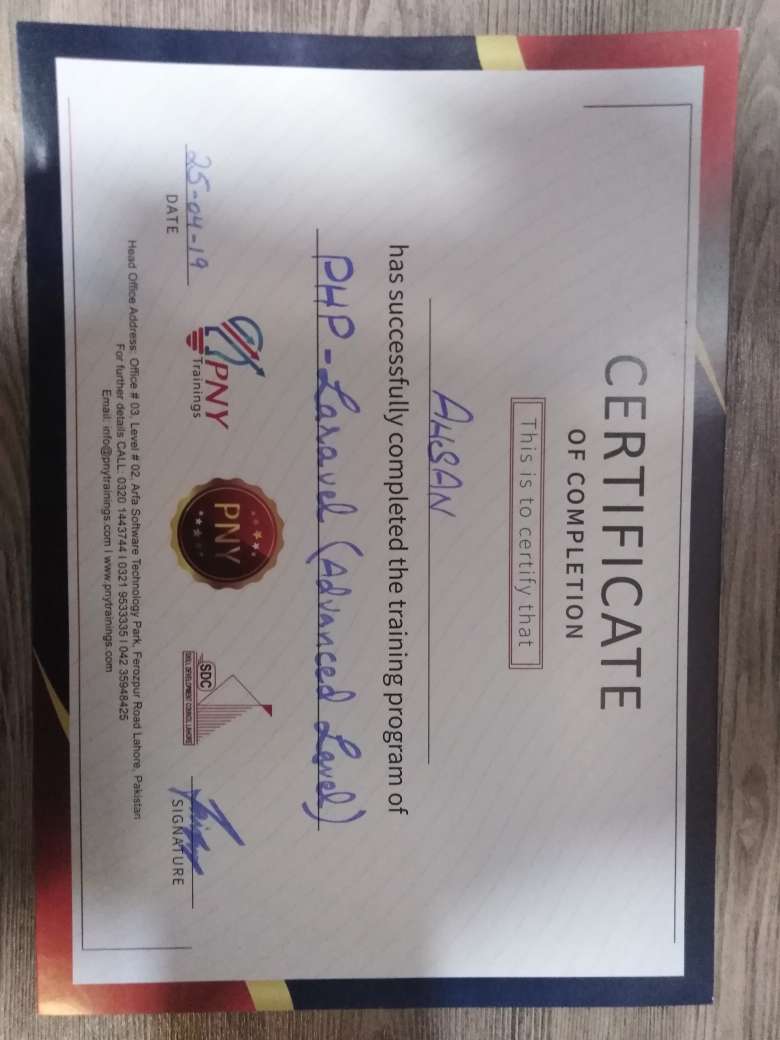 CERTIFICATE
OF COMPLETION
This is to certify that
AHSAN
has successfully completed the training program of
PHP-Laravel (Advanced Level)
25-04-19
DATE
PNY
Trainings
PNY
SDC
SKILL DEVELOPMENT COUNCIL LAHORE
SIGNATURE
Head Office Address: Office # 03, Level # 02, Arfa Software Technology Park, Ferozpur Road Lahore, Pakistan
For further details CALL: 0320 1443744 I 0321 9533335 I 042 35948425
Email: info@pnytrainings.com I www.pnytrainings.com